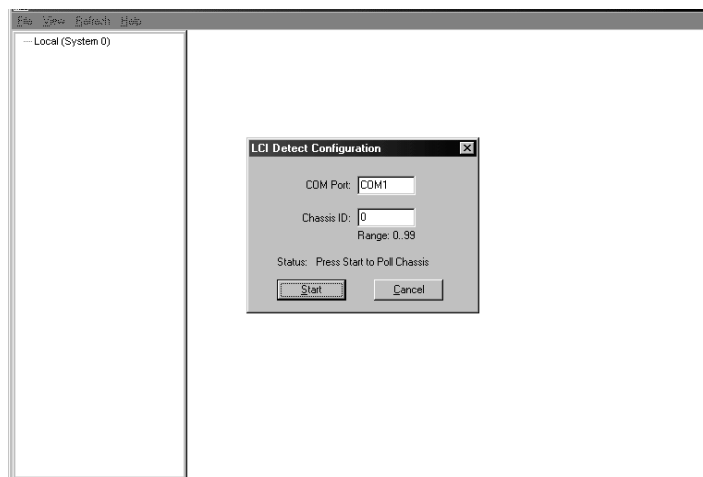 File View Refresh Help
Local (System 0)
LCI Detect Configuration
COM Port: COM1
Chassis ID: 0
Range: 0..99
Status: Press Start to Poll Chassis
Start Cancel